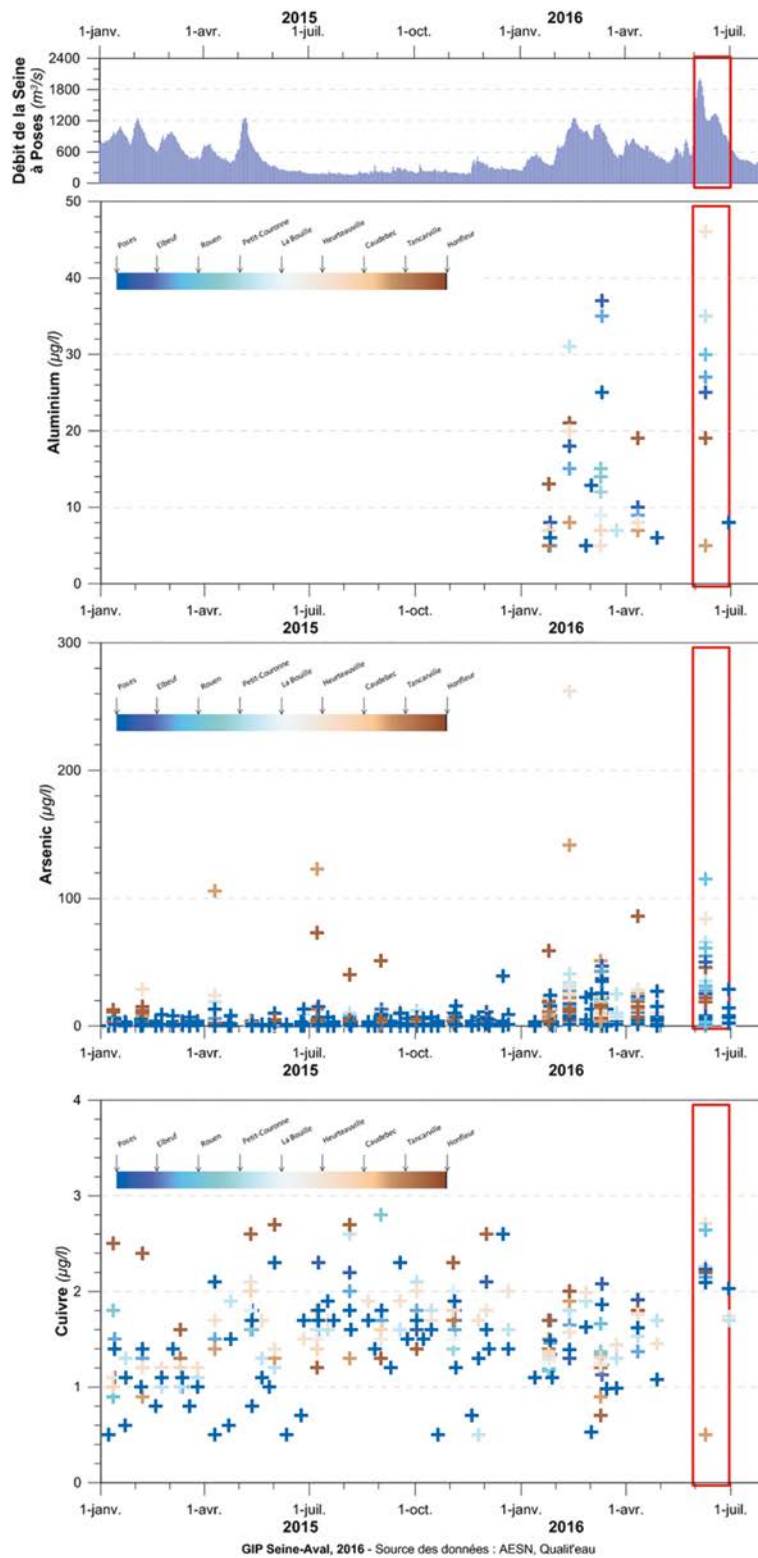 2015 2016
1-janv. 1-avr. 1-juil. 1-oct. 1-janv. 1-avr. 1-juil.
Débit de la Seine
à Poses (m³/s)
2400
1800
1200
600
0
Aluminium (µg/l)
50
40
30
20
10
0
Poses Elbeuf Rouen Petit-Couronne La Bouille Heurteauville Caudebec Tancarville Honfleur
1-janv. 1-avr. 1-juil. 1-oct. 1-janv. 1-avr. 1-juil.
2015 2016
Arsenic (µg/l)
300
200
100
0
Poses Elbeuf Rouen Petit-Couronne La Bouille Heurteauville Caudebec Tancarville Honfleur
1-janv. 1-avr. 1-juil. 1-oct. 1-janv. 1-avr. 1-juil.
2015 2016
Cuivre (µg/l)
4
3
2
1
0
Poses Elbeuf Rouen Petit-Couronne La Bouille Heurteauville Caudebec Tancarville Honfleur
1-janv. 1-avr. 1-juil. 1-oct. 1-janv. 1-avr. 1-juil.
2015 2016
GIP Seine-Aval, 2016 - Source des données : AESN, Qualit'eau